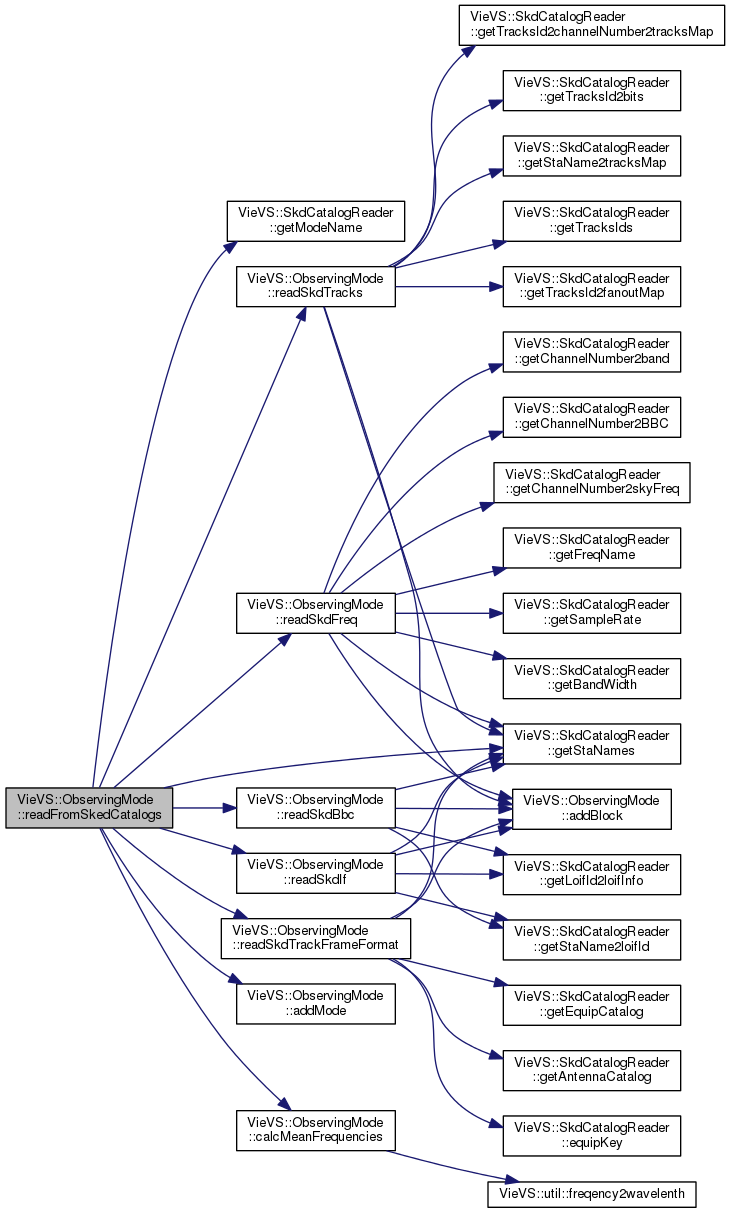 VieVS::SkdCatalogReader
::getTracksId2channelNumber2tracksMap
VieVS::SkdCatalogReader
::getTracksId2bits
VieVS::SkdCatalogReader
::getStaName2tracksMap
VieVS::SkdCatalogReader
::getModeName
VieVS::SkdCatalogReader
::getTracksIds
VieVS::ObservingMode
::readSkdTracks
VieVS::SkdCatalogReader
::getTracksId2fanoutMap
VieVS::SkdCatalogReader
::getChannelNumber2band
VieVS::SkdCatalogReader
::getChannelNumber2BBC
VieVS::SkdCatalogReader
::getChannelNumber2skyFreq
VieVS::SkdCatalogReader
::getFreqName
VieVS::ObservingMode
::readSkdFreq
VieVS::SkdCatalogReader
::getSampleRate
VieVS::SkdCatalogReader
::getBandWidth
VieVS::SkdCatalogReader
::getStaNames
VieVS::ObservingMode
::readFromSkedCatalogs
VieVS::ObservingMode
::readSkdBbc
VieVS::ObservingMode
::addBlock
VieVS::ObservingMode
::readSkdIf
VieVS::SkdCatalogReader
::getLoifId2loifInfo
VieVS::ObservingMode
::readSkdTrackFrameFormat
VieVS::SkdCatalogReader
::getStaName2loifId
VieVS::ObservingMode
::addMode
VieVS::SkdCatalogReader
::getEquipCatalog
VieVS::SkdCatalogReader
::getAntennaCatalog
VieVS::ObservingMode
::calcMeanFrequencies
VieVS::SkdCatalogReader
::equipKey
VieVS::util::freqency2wavelenth